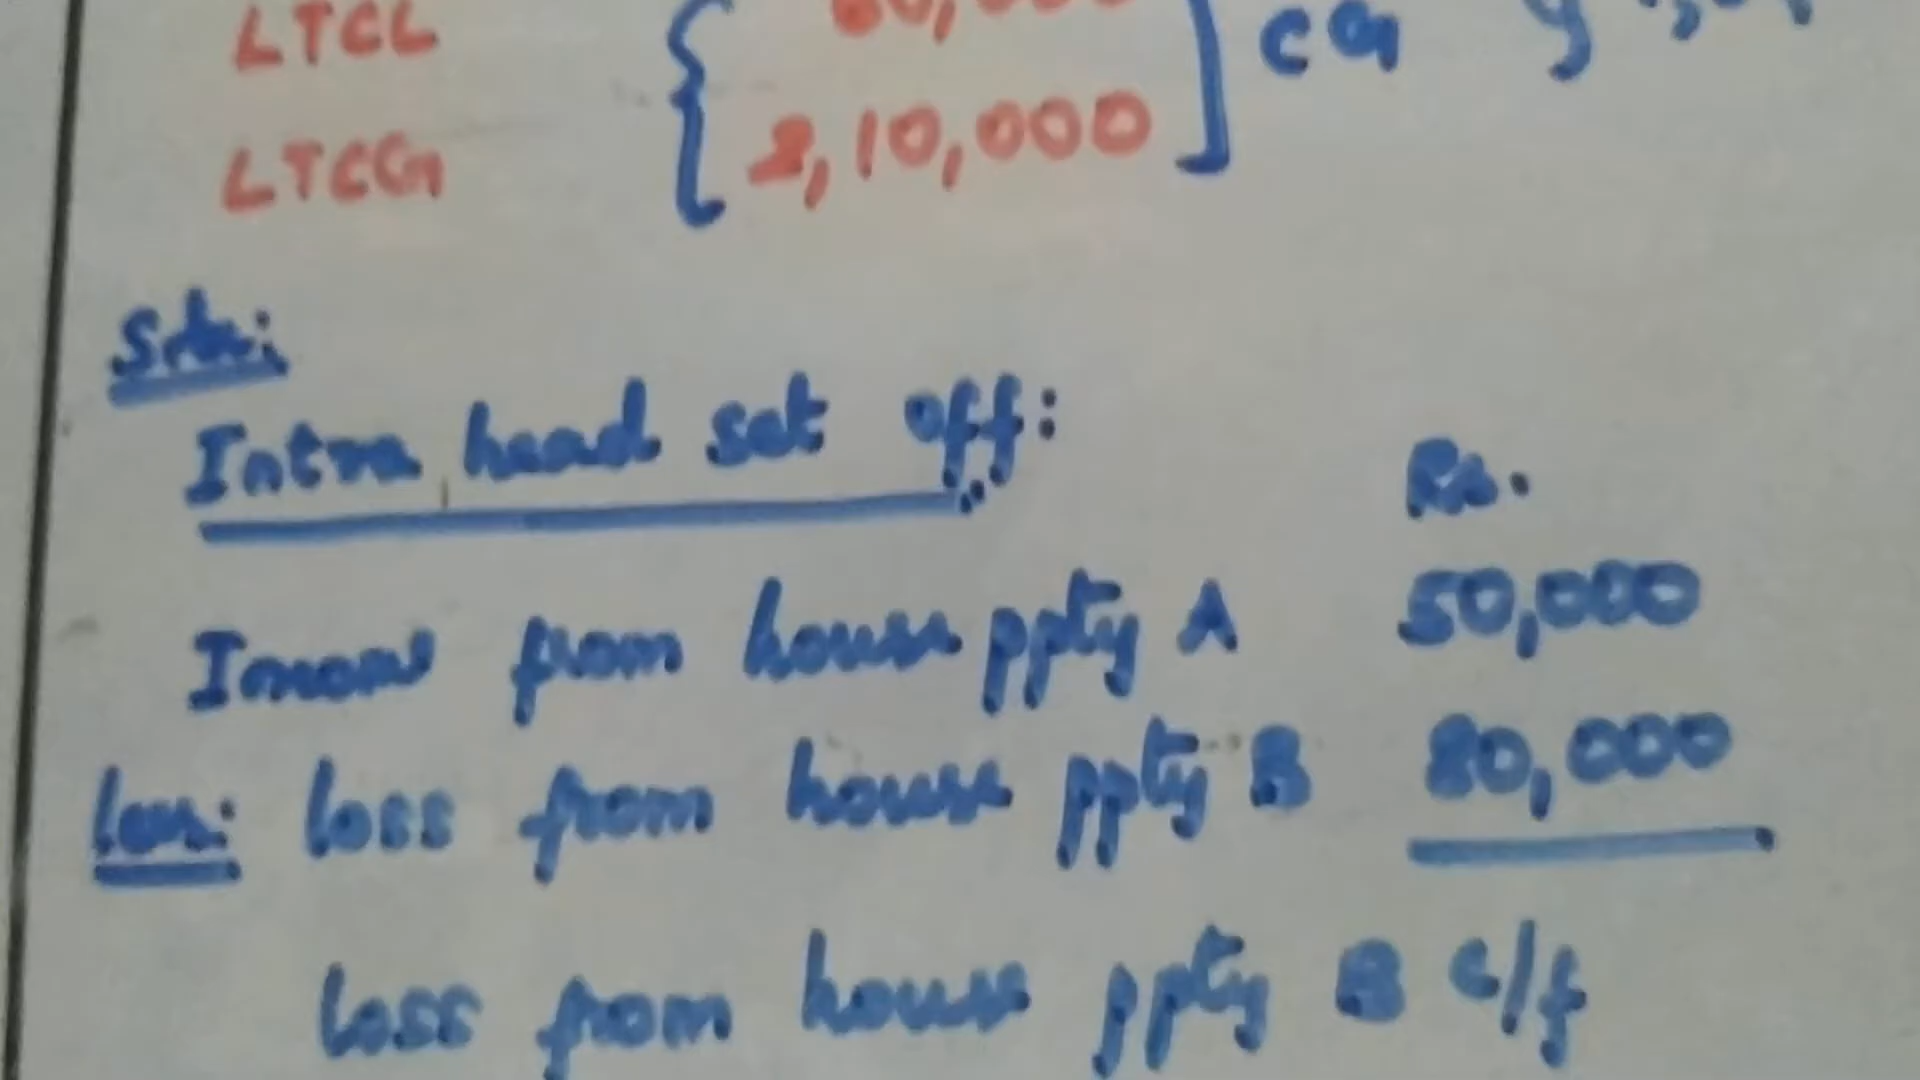 LTCL
CG
LTCG 2,10,000
Soln:
Intra head set off:
Rs.
Income from house ppty A 50,000
Less: loss from house ppty B 80,000
loss from house ppty B c/f